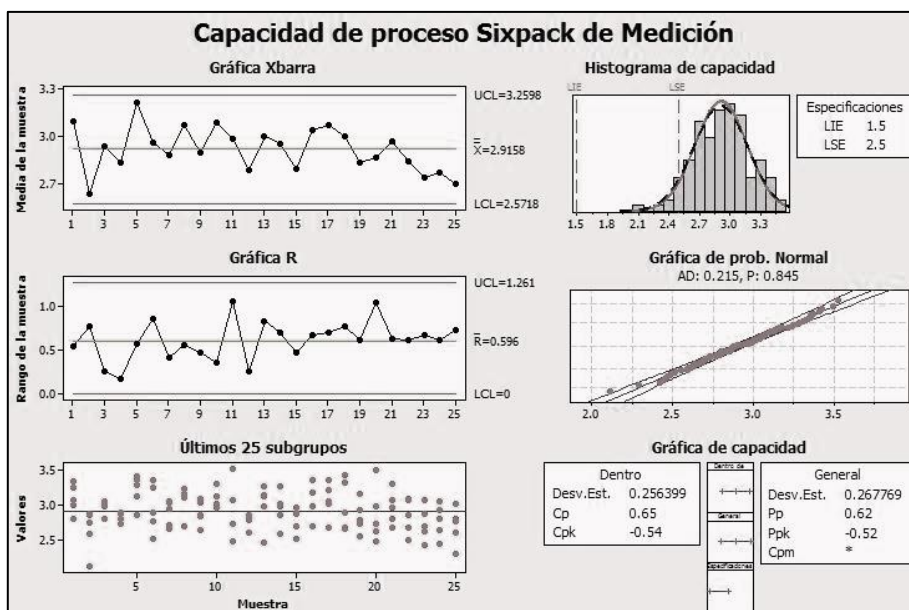 Capacidad de proceso Sixpack de Medición
Gráfica Xbarra
Media de la muestra
3.3
3.0
2.7
UCL=3.2598
X=2.9158
LCL=2.5718
1 3 5 7 9 11 13 15 17 19 21 23 25
Histograma de capacidad
LIE LSE
1.5 1.8 2.1 2.4 2.7 3.0 3.3
Especificaciones
LIE 1.5
LSE 2.5
Gráfica R
Rango de la muestra
1.0
0.5
0.0
UCL=1.261
R=0.596
LCL=0
1 3 5 7 9 11 13 15 17 19 21 23 25
Gráfica de prob. Normal
AD: 0.215, P: 0.845
2.0 2.5 3.0 3.5
Últimos 25 subgrupos
Valores
3.5
3.0
2.5
5 10 15 20 25
Muestra
Gráfica de capacidad
Dentro
Desv.Est. 0.256399
Cp 0.65
Cpk -0.54
Dentro de
General
Especificaciones
General
Desv.Est. 0.267769
Pp 0.62
Ppk -0.52
Cpm *